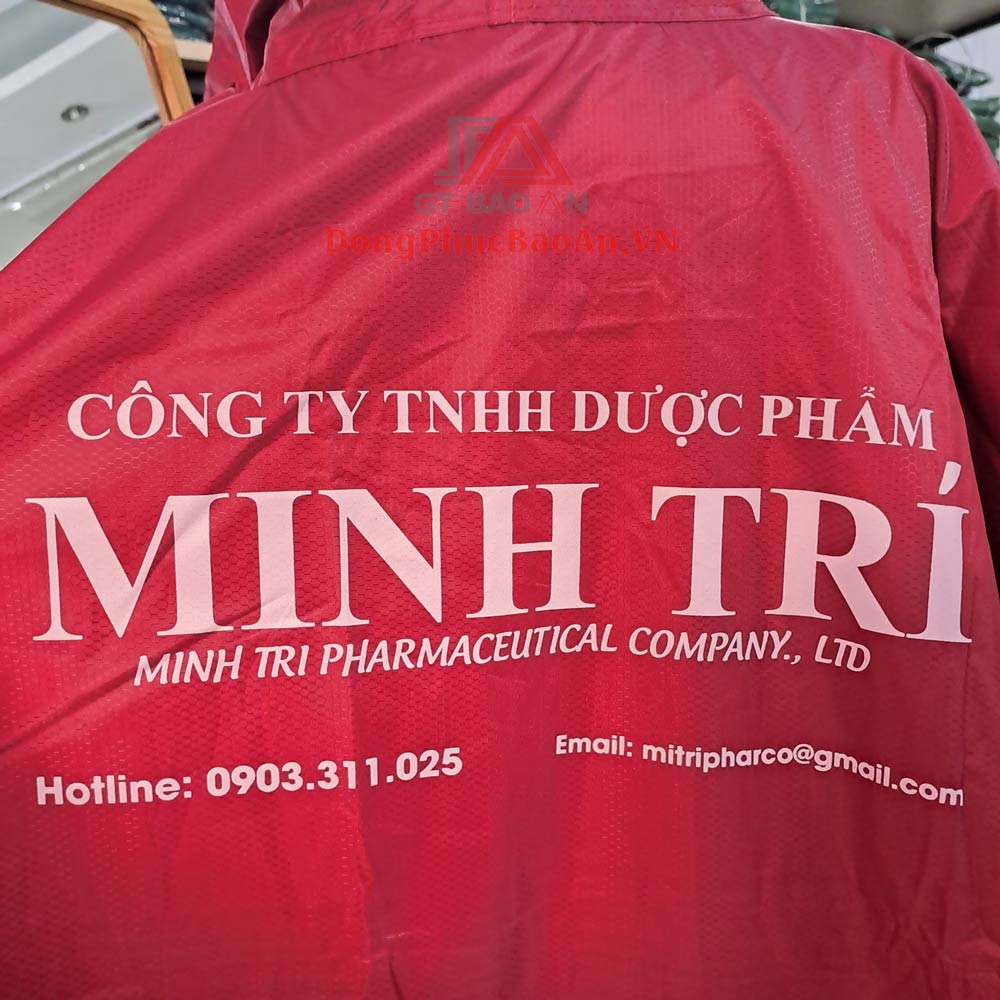 GT BAO AN
DongPhucBaoAn.VN
CÔNG TY TNHH DƯỢC PHẨM
MINH TRÍ
MINH TRI PHARMACEUTICAL COMPANY., LTD
Hotline: 0903.311.025
Email: mitripharco@gmail.com